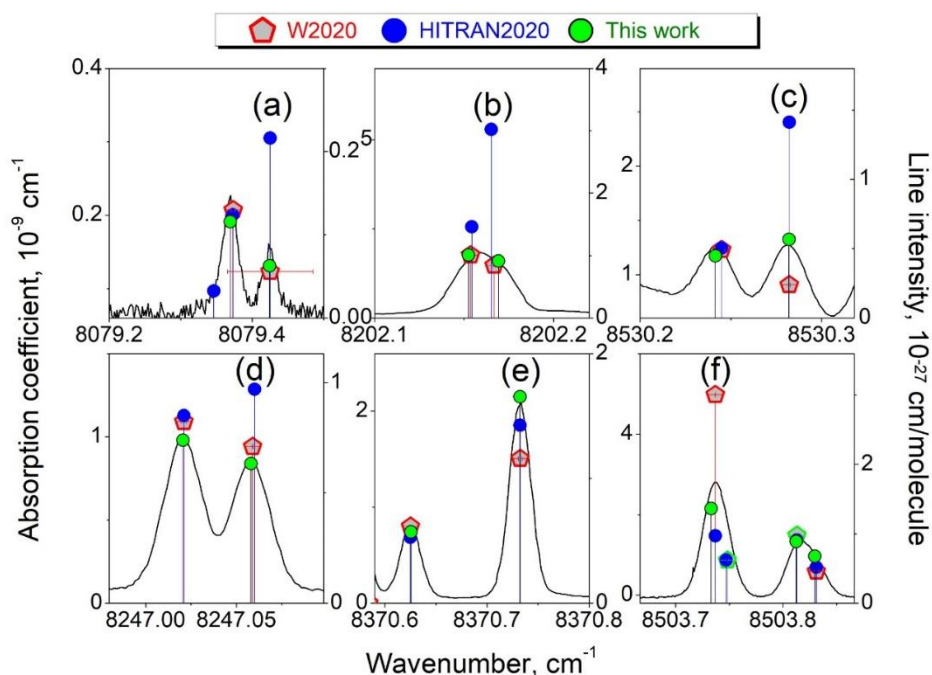 W2020 HITRAN2020 This work
0.4 0.2 8079.2 8079.4 (a) 0.2 0.00
5 8202.1 8202.2 (b) 4 2 0
2 1 8530.2 8530.3 (c) 1 0
1 0 8247.00 8247.05 (d) 1 0
2 0 8370.6 8370.7 8370.8 (e) 2 0
4 0 8503.7 8503.8 (f) 2 0
Absorption coefficient, 10⁻⁹ cm⁻¹
Line intensity, 10⁻²⁷ cm/molecule
Wavenumber, cm⁻¹